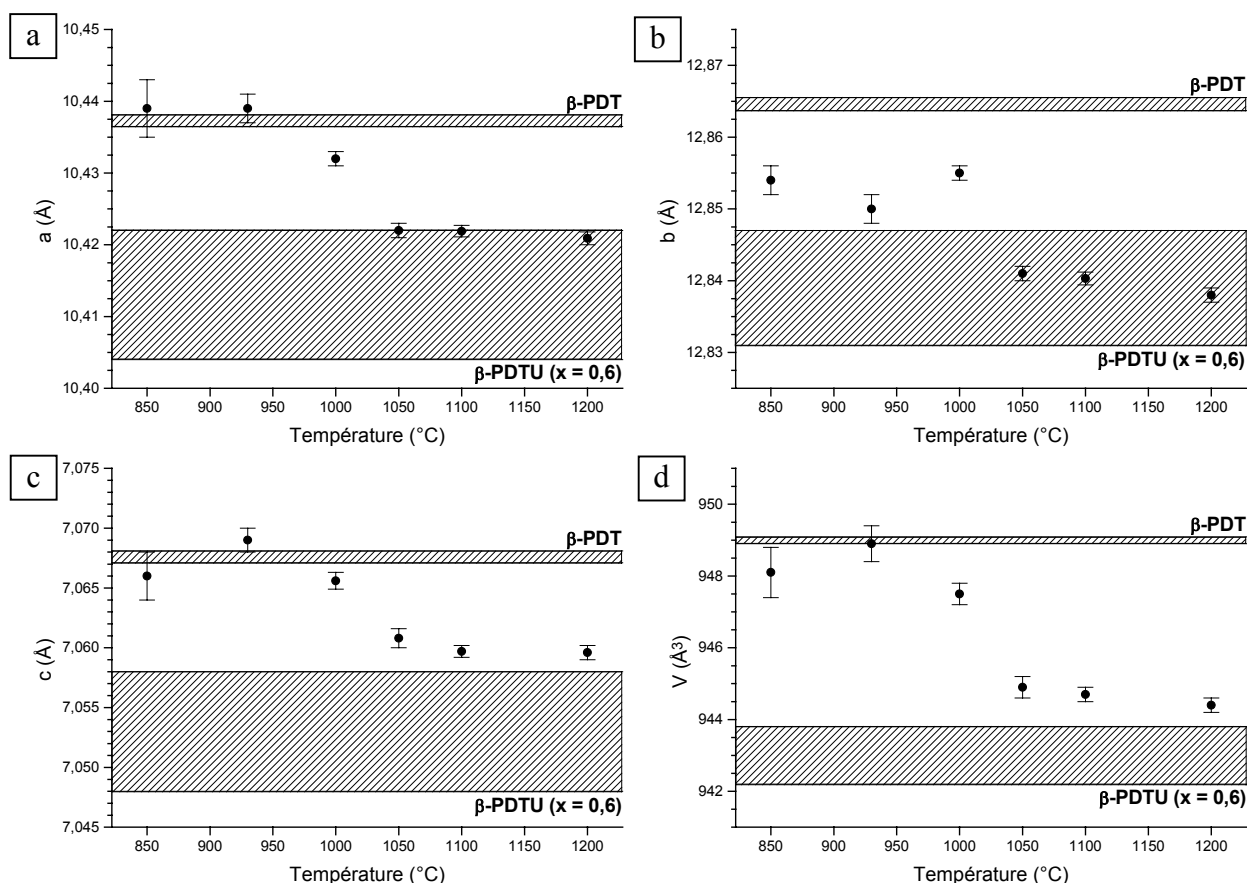 a
10,45
10,44
10,43
10,42
10,41
10,40
a (Å)
β-PDT
β-PDTU (x = 0,6)
850 900 950 1000 1050 1100 1150 1200
Température (°C)
b
12,87
12,86
12,85
12,84
12,83
b (Å)
β-PDT
β-PDTU (x = 0,6)
850 900 950 1000 1050 1100 1150 1200
Température (°C)
c
7,075
7,070
7,065
7,060
7,055
7,050
7,045
c (Å)
β-PDT
β-PDTU (x = 0,6)
850 900 950 1000 1050 1100 1150 1200
Température (°C)
d
950
948
946
944
942
V (Å³)
β-PDT
β-PDTU (x = 0,6)
850 900 950 1000 1050 1100 1150 1200
Température (°C)